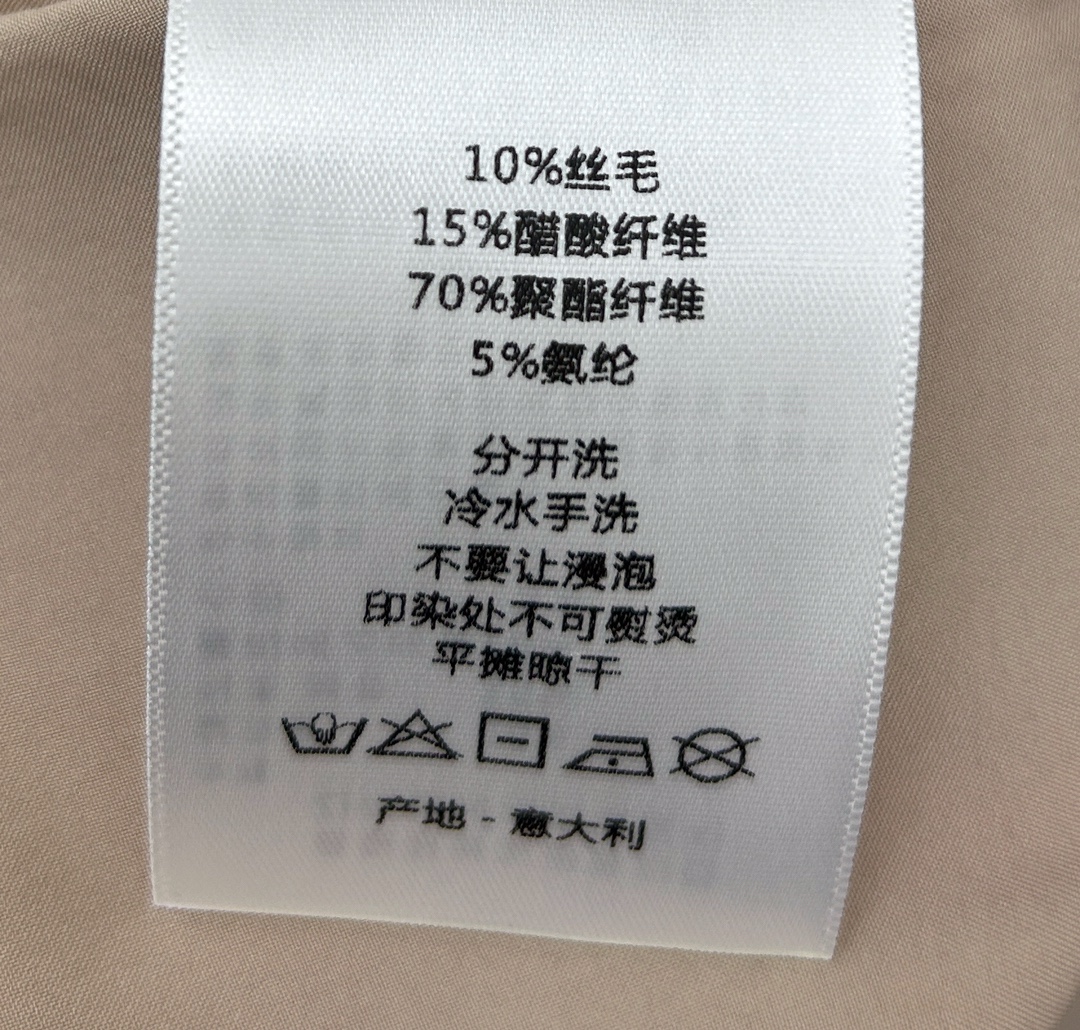 10%丝毛
15%醋酸纤维
70%聚酯纤维
5%氨纶
分开洗
冷水手洗
不要让浸泡
印染处不可熨烫
平摊晾干
产地 - 意大利